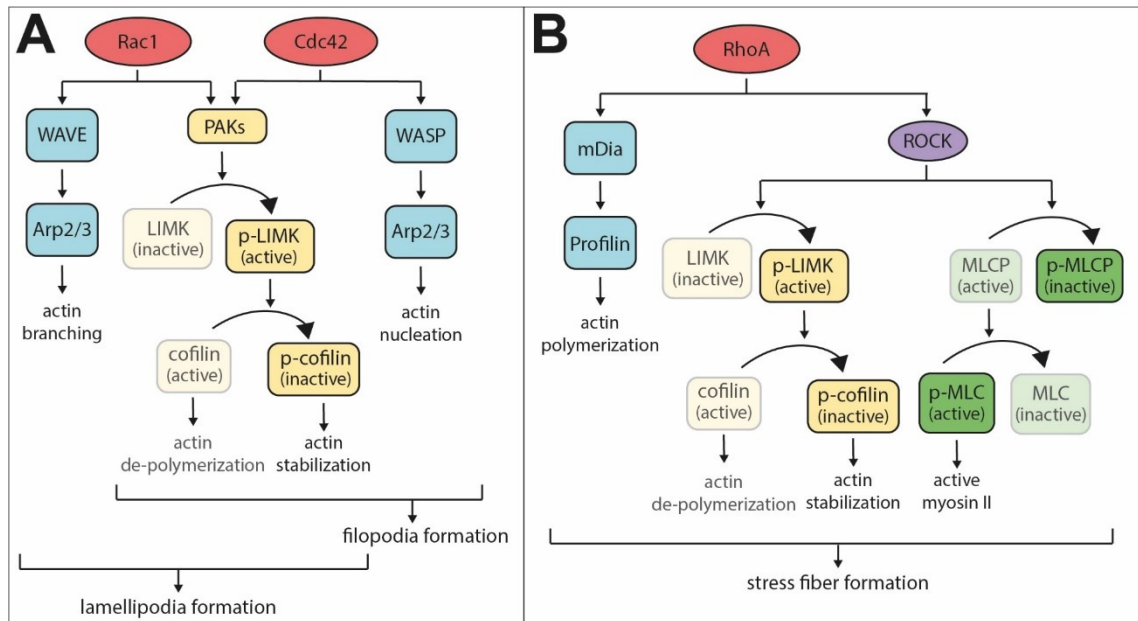 A
Rac1
Cdc42
WAVE
PAKs
WASP
Arp2/3
LIMK
(inactive)
p-LIMK
(active)
Arp2/3
actin
branching
actin
nucleation
cofilin
(active)
p-cofilin
(inactive)
actin
de-polymerization
actin
stabilization
filopodia formation
lamellipodia formation
B
RhoA
mDia
ROCK
Profilin
LIMK
(inactive)
p-LIMK
(active)
MLCP
(active)
p-MLCP
(inactive)
actin
polymerization
cofilin
(active)
p-cofilin
(inactive)
p-MLC
(active)
MLC
(inactive)
actin
de-polymerization
actin
stabilization
active
myosin II
stress fiber formation